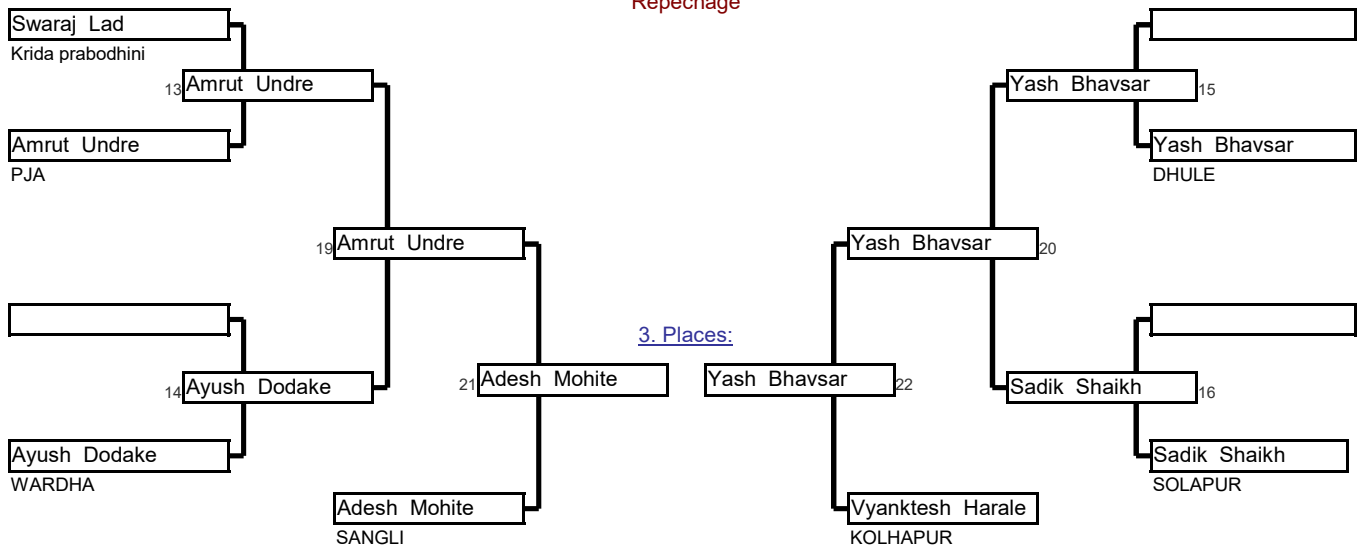 Repechage
Swaraj Lad
Krida prabodhini
13 Amrut Undre
Yash Bhavsar 15
Amrut Undre
PJA
Yash Bhavsar
DHULE
19 Amrut Undre
Yash Bhavsar 20
3. Places:
14 Ayush Dodake
21 Adesh Mohite
Yash Bhavsar 22
Sadik Shaikh 16
Ayush Dodake
WARDHA
Sadik Shaikh
SOLAPUR
Adesh Mohite
SANGLI
Vyanktesh Harale
KOLHAPUR